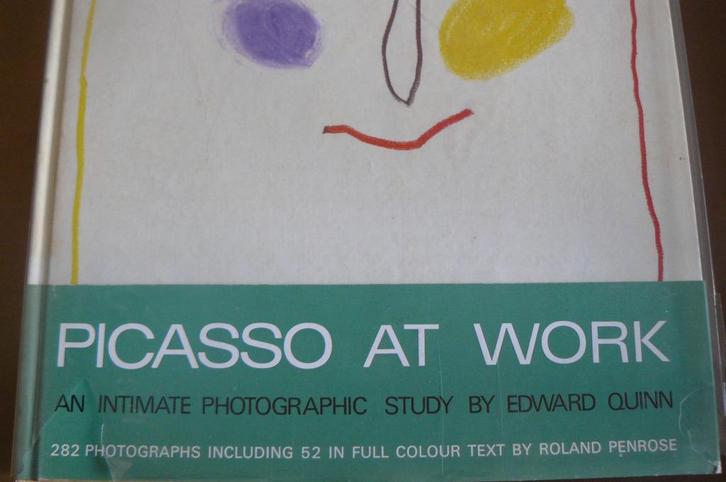 PICASSO AT WORK
AN INTIMATE PHOTOGRAPHIC STUDY BY EDWARD QUINN
282 PHOTOGRAPHS INCLUDING 52 IN FULL COLOUR TEXT BY ROLAND PENROSE